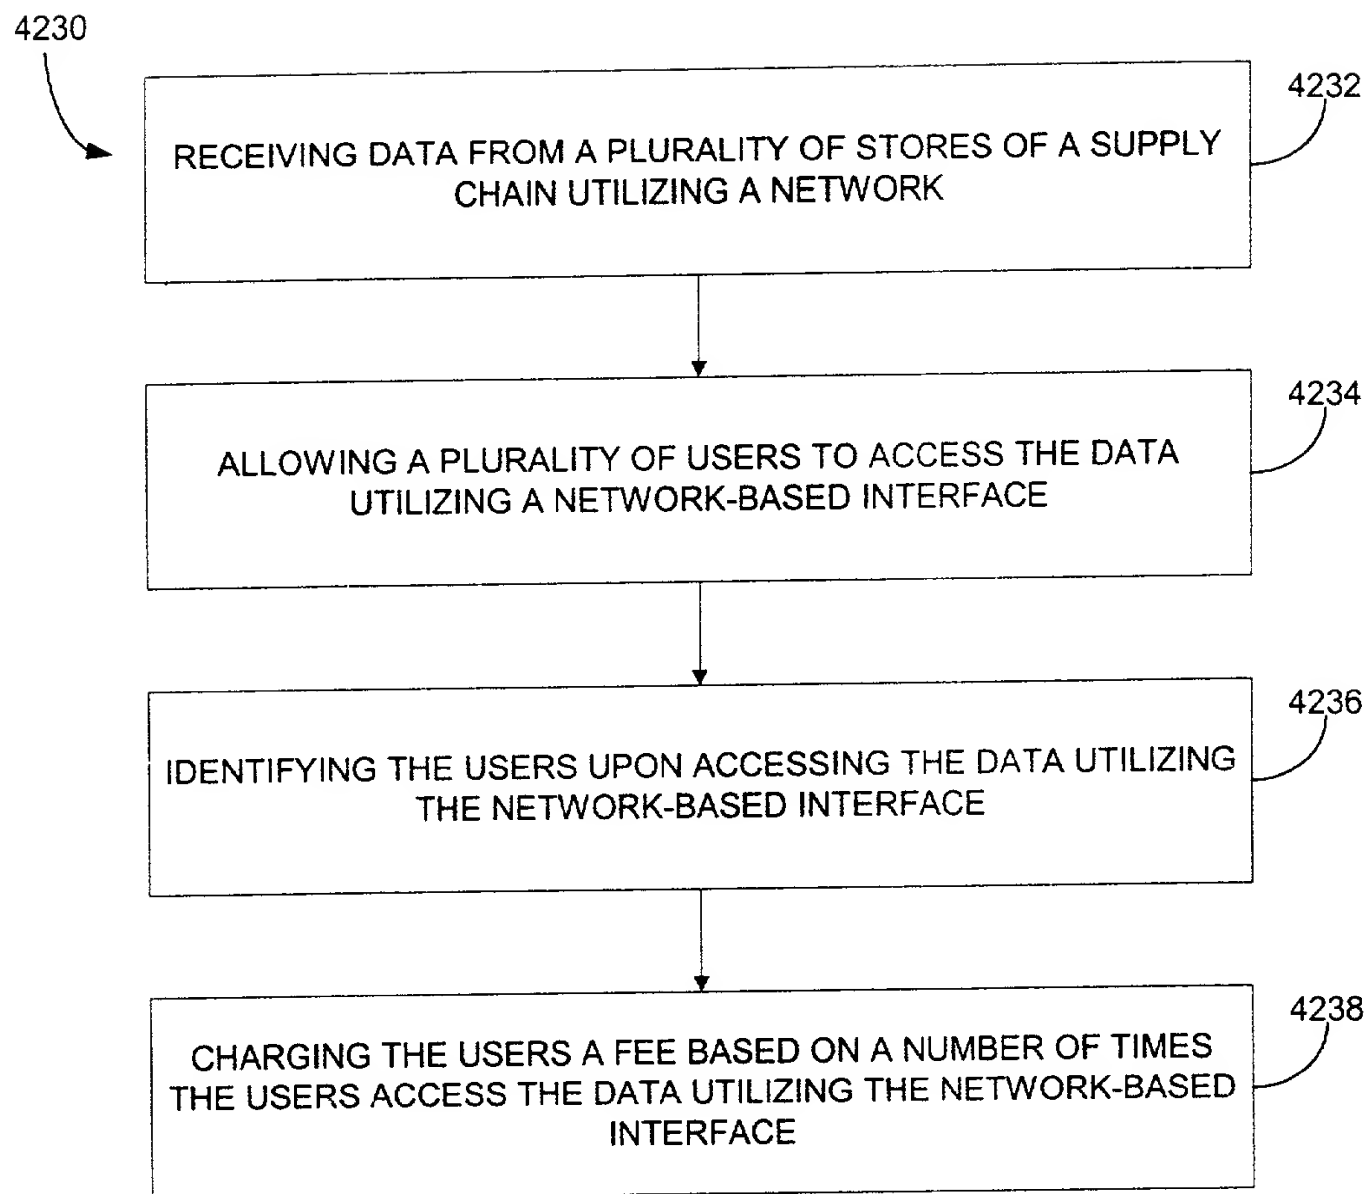 4230
4232
RECEIVING DATA FROM A PLURALITY OF STORES OF A SUPPLY
CHAIN UTILIZING A NETWORK
4234
ALLOWING A PLURALITY OF USERS TO ACCESS THE DATA
UTILIZING A NETWORK-BASED INTERFACE
4236
IDENTIFYING THE USERS UPON ACCESSING THE DATA UTILIZING
THE NETWORK-BASED INTERFACE
4238
CHARGING THE USERS A FEE BASED ON A NUMBER OF TIMES
THE USERS ACCESS THE DATA UTILIZING THE NETWORK-BASED
INTERFACE